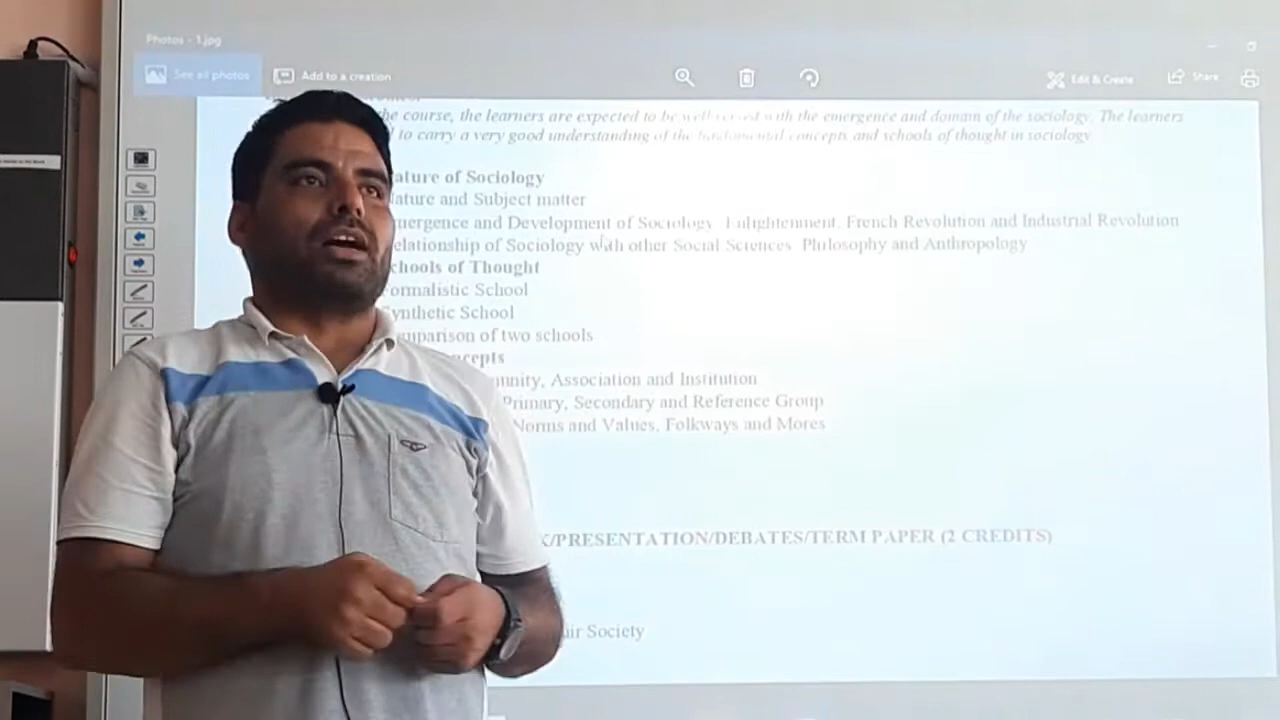 Photos - 1.jpg
See all photos
Add to a creation
Edit & Create
Share
he course, the learners are expected to be well versed with the emergence and domain of the sociology. The learners
l to carry a very good understanding of the fundamental concepts and schools of thought in sociology.
ature of Sociology
Nature and Subject matter
mergence and Development of Sociology: Enlightenment, French Revolution and Industrial Revolution
elationship of Sociology with other Social Sciences: Philosophy and Anthropology
chools of Thought
ormalistic School
ynthetic School
mparison of two schools
cepts
unity, Association and Institution
Primary, Secondary and Reference Group
Norms and Values, Folkways and Mores
K/PRESENTATION/DEBATES/TERM PAPER (2 CREDITS)
ir Society